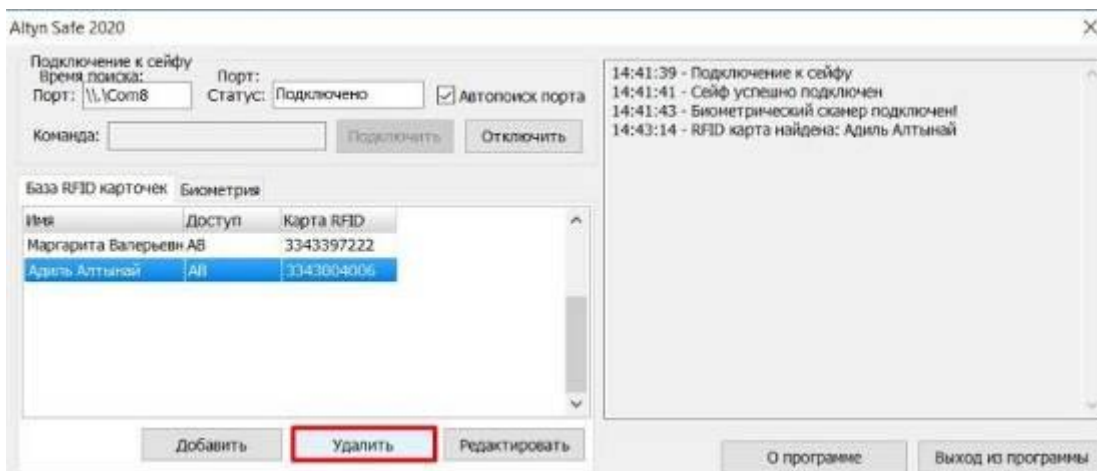 Altyn Safe 2020
Подключение к сейфу
Время поиска: Порт:
Порт: \\.\Com8 Статус: Подключено Автопоиск порта
Команда: Подключить Отключить
База RFID карточек Биометрия
Имя Доступ Карта RFID
Маргарита Валерьевн AB 3343397222
Адиль Алтынай AB 3343004006
Добавить Удалить Редактировать
14:41:39 - Подключение к сейфу
14:41:41 - Сейф успешно подключен
14:41:43 - Биометрический сканер подключен!
14:43:14 - RFID карта найдена: Адиль Алтынай
О программе Выход из программы